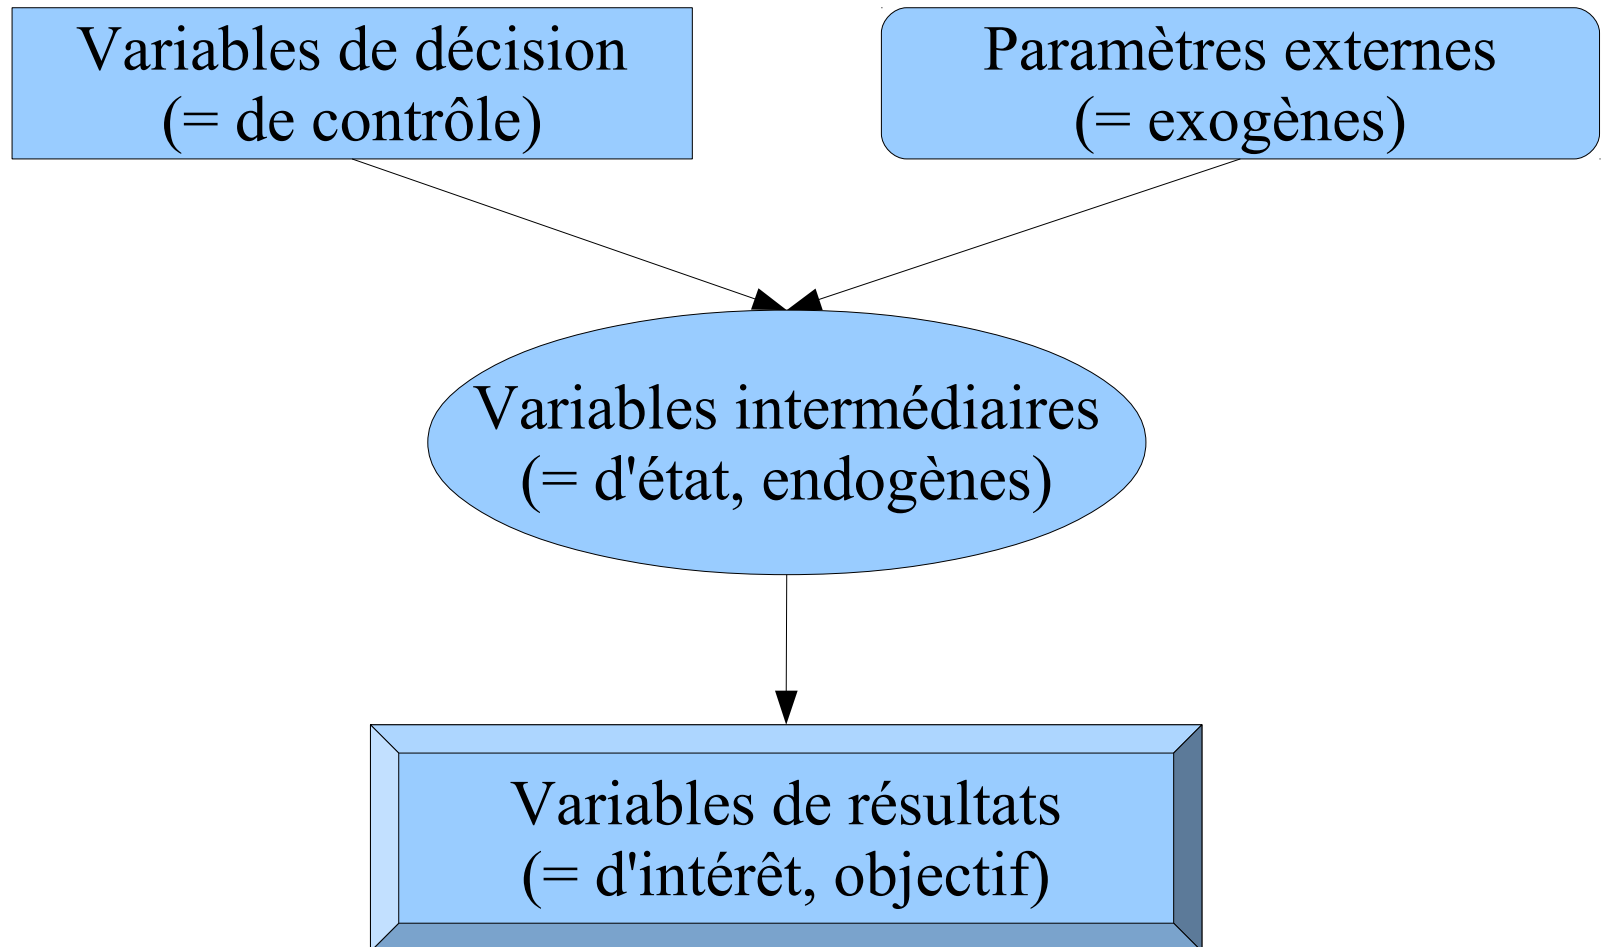 Variables de décision
(= de contrôle)
Paramètres externes
(= exogènes)
Variables intermédiaires
(= d'état, endogènes)
Variables de résultats
(= d'intérêt, objectif)